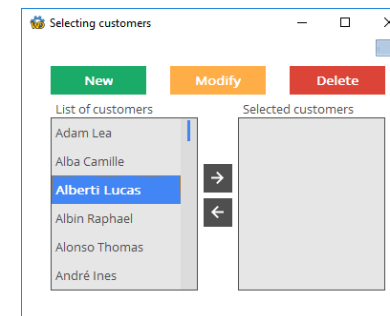 Selecting customers
New Modify Delete
List of customers Selected customers
Adam Lea
Alba Camille
Alberti Lucas
Albin Raphael
Alonso Thomas
André Ines